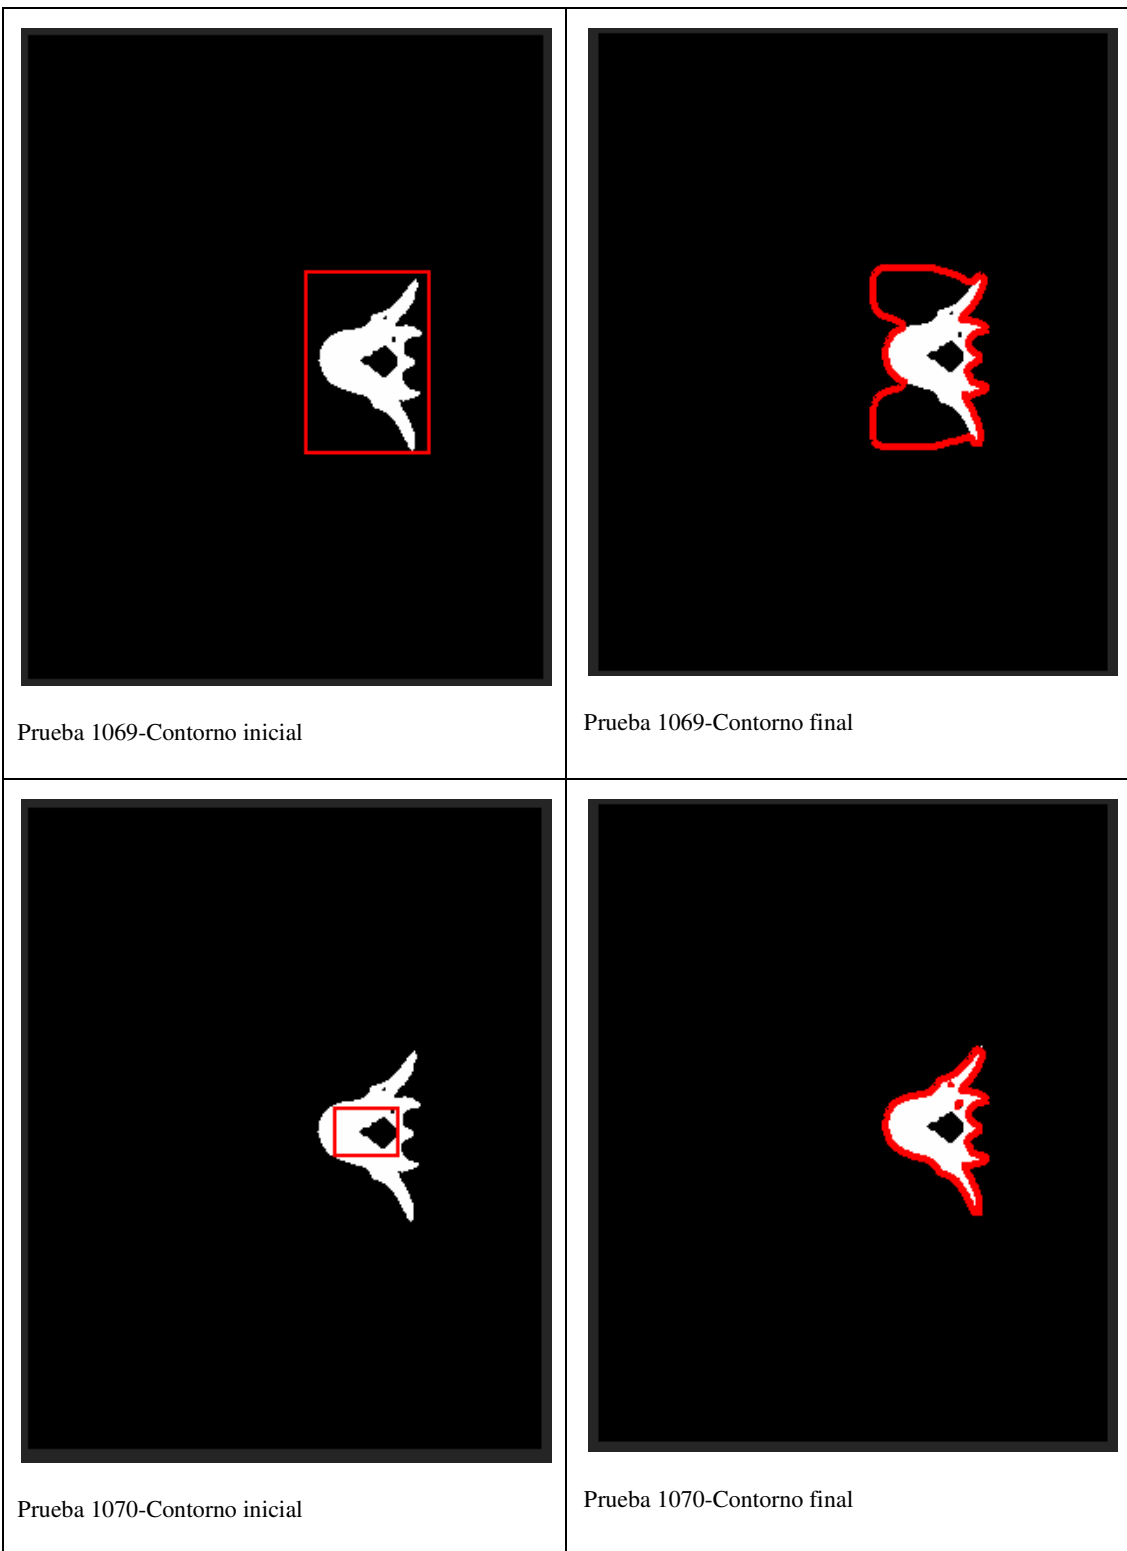 Prueba 1069-Contorno inicial
Prueba 1069-Contorno final
Prueba 1070-Contorno inicial
Prueba 1070-Contorno final